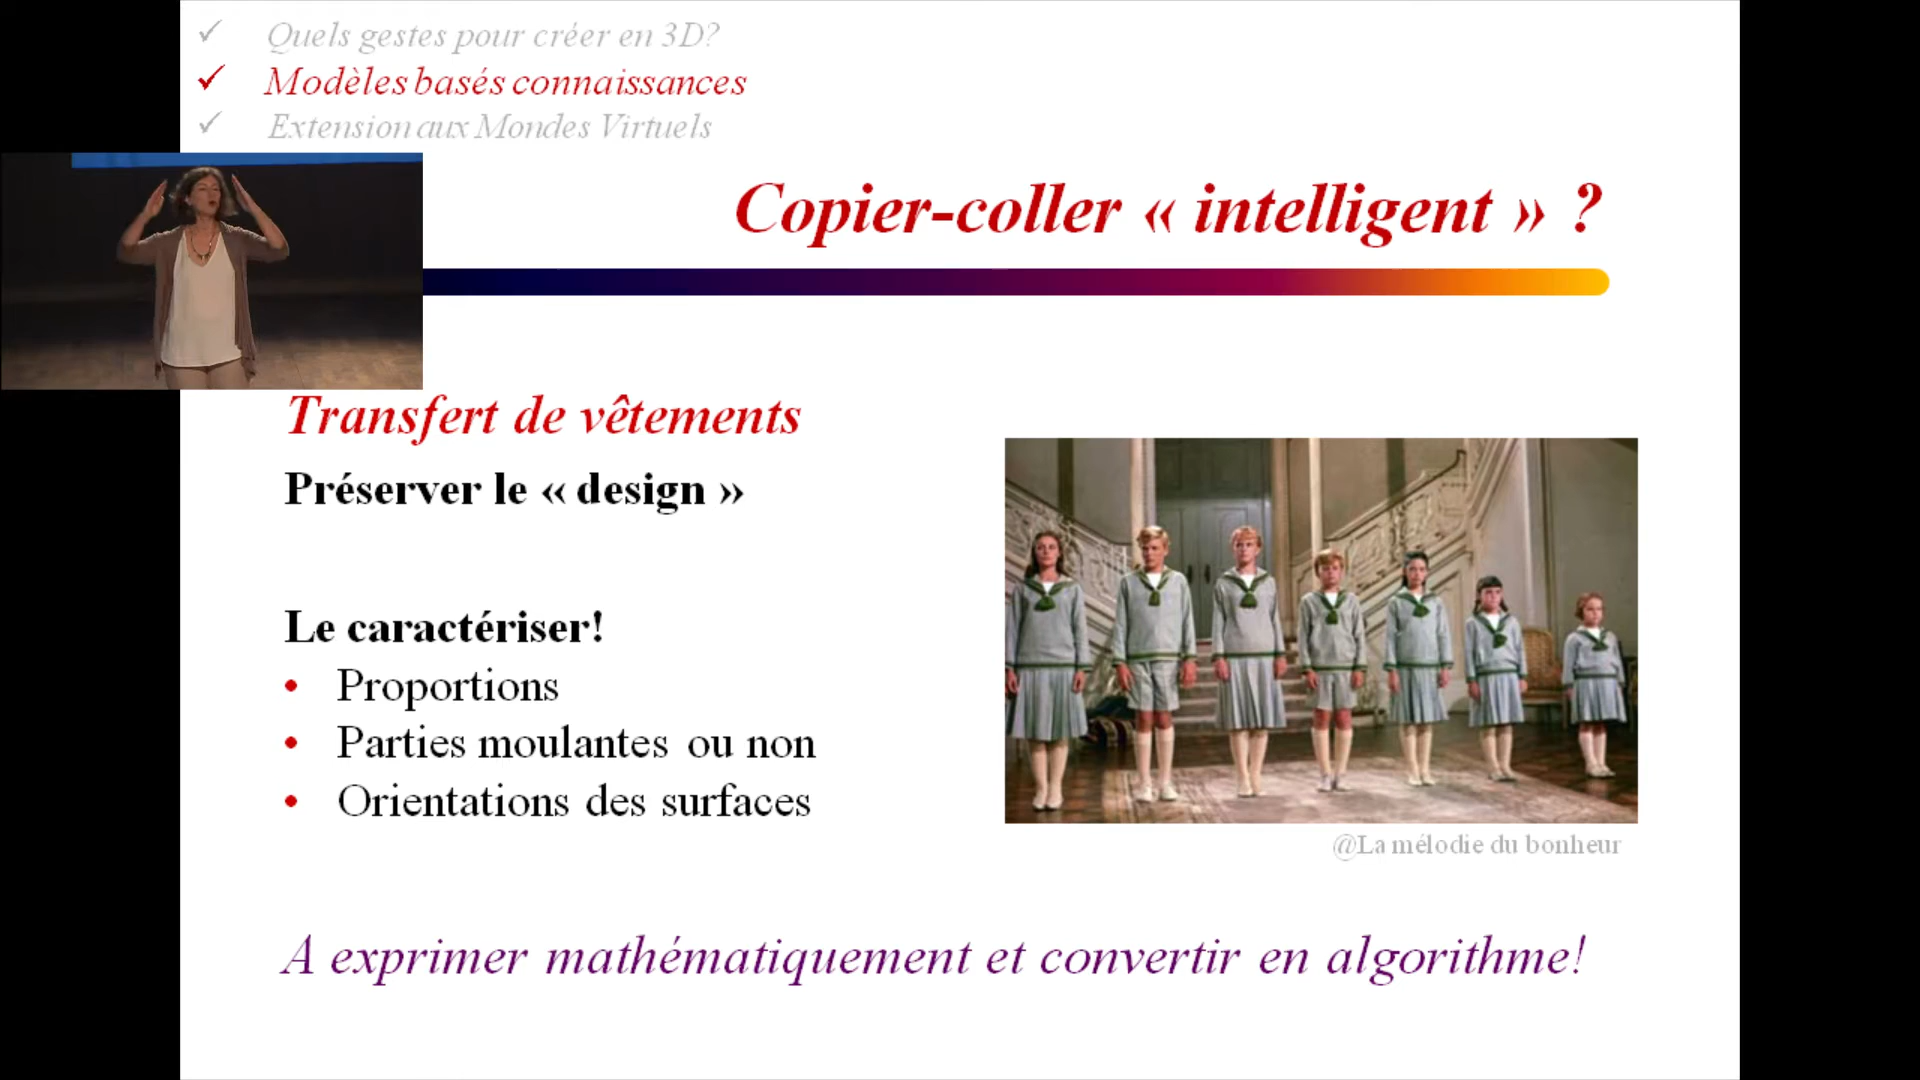 Quels gestes pour créer en 3D?
Modèles basés connaissances
Extension aux Mondes Virtuels
Copier-coller « intelligent » ?
Transfert de vêtements
Préserver le « design »
Le caractériser!
• Proportions
• Parties moulantes ou non
• Orientations des surfaces
@La mélodie du bonheur
A exprimer mathématiquement et convertir en algorithme!